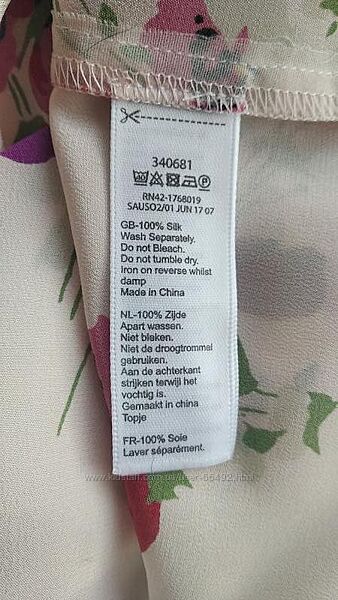 340681
RN42-1768019
SAUSO2/01 JUN 17 07
GB-100% Silk
Wash Separately.
Do not Bleach.
Do not tumble dry.
Iron on reverse whilst
damp
Made in China
NL-100% Zijde
Apart wassen.
Niet bleken.
Niet de droogtrommel
gebruiken.
Aan de achterkant
strijken terwijl het
vochtig is.
Gemaakt in china
Topje
FR-100% Soie
Laver séparément.